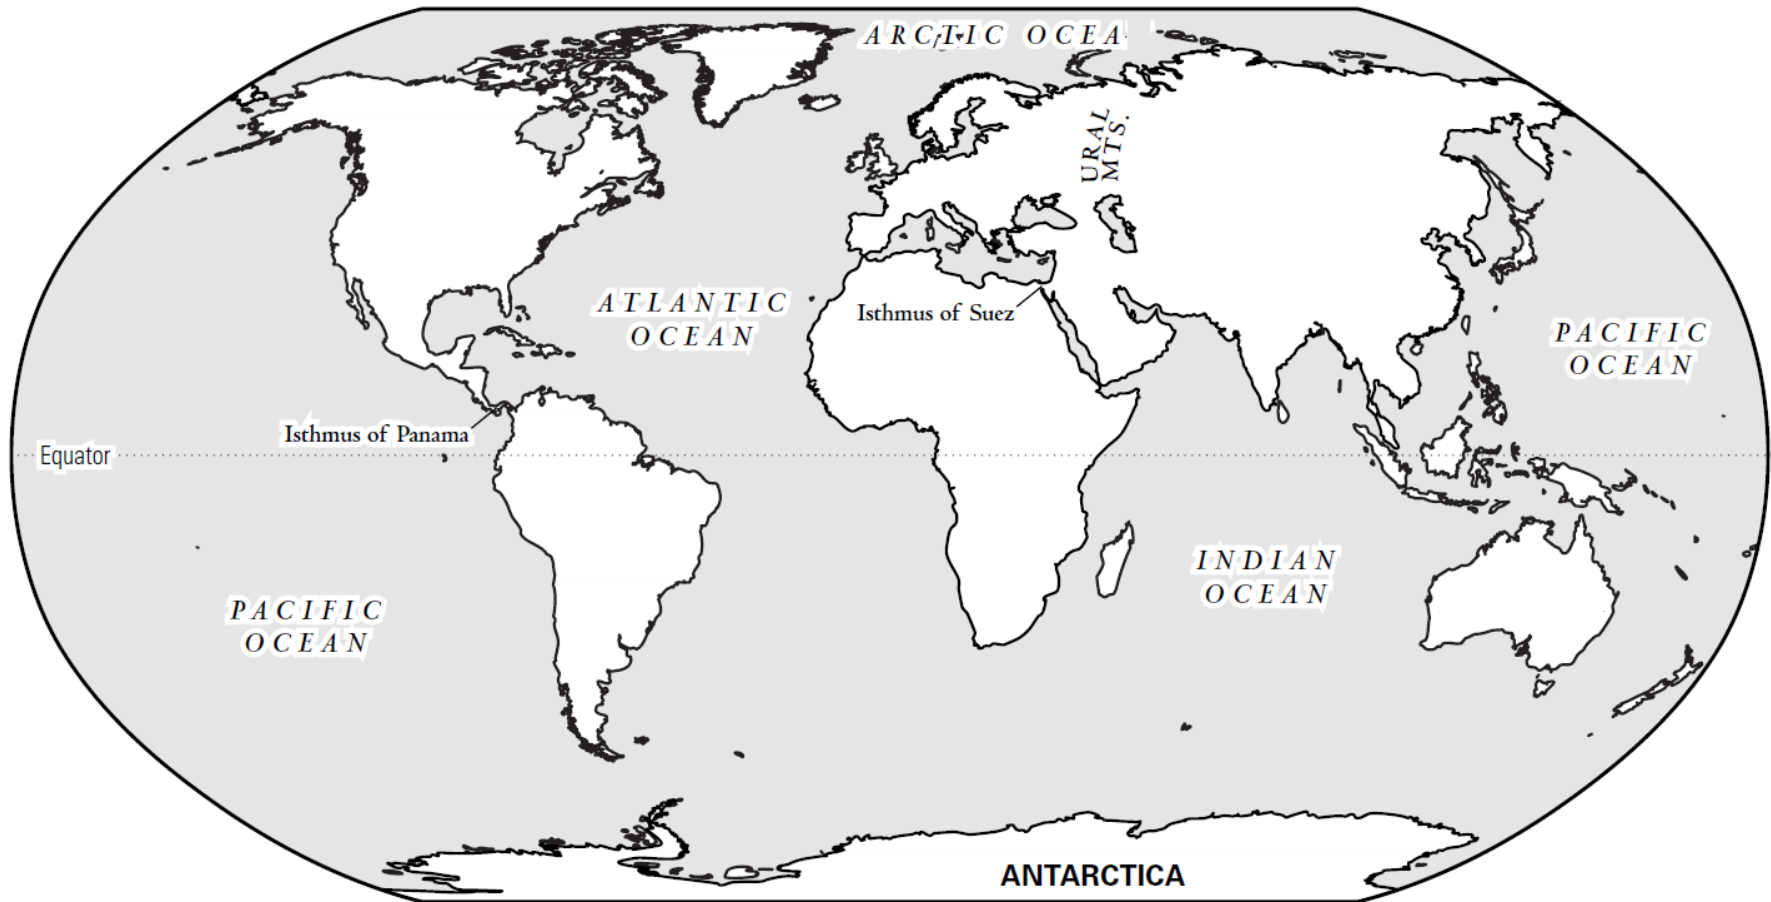 ARCTIC OCEA
URAL
MTS.
ATLANTIC
OCEAN
Isthmus of Suez
PACIFIC
OCEAN
Isthmus of Panama
Equator
INDIAN
OCEAN
PACIFIC
OCEAN
ANTARCTICA